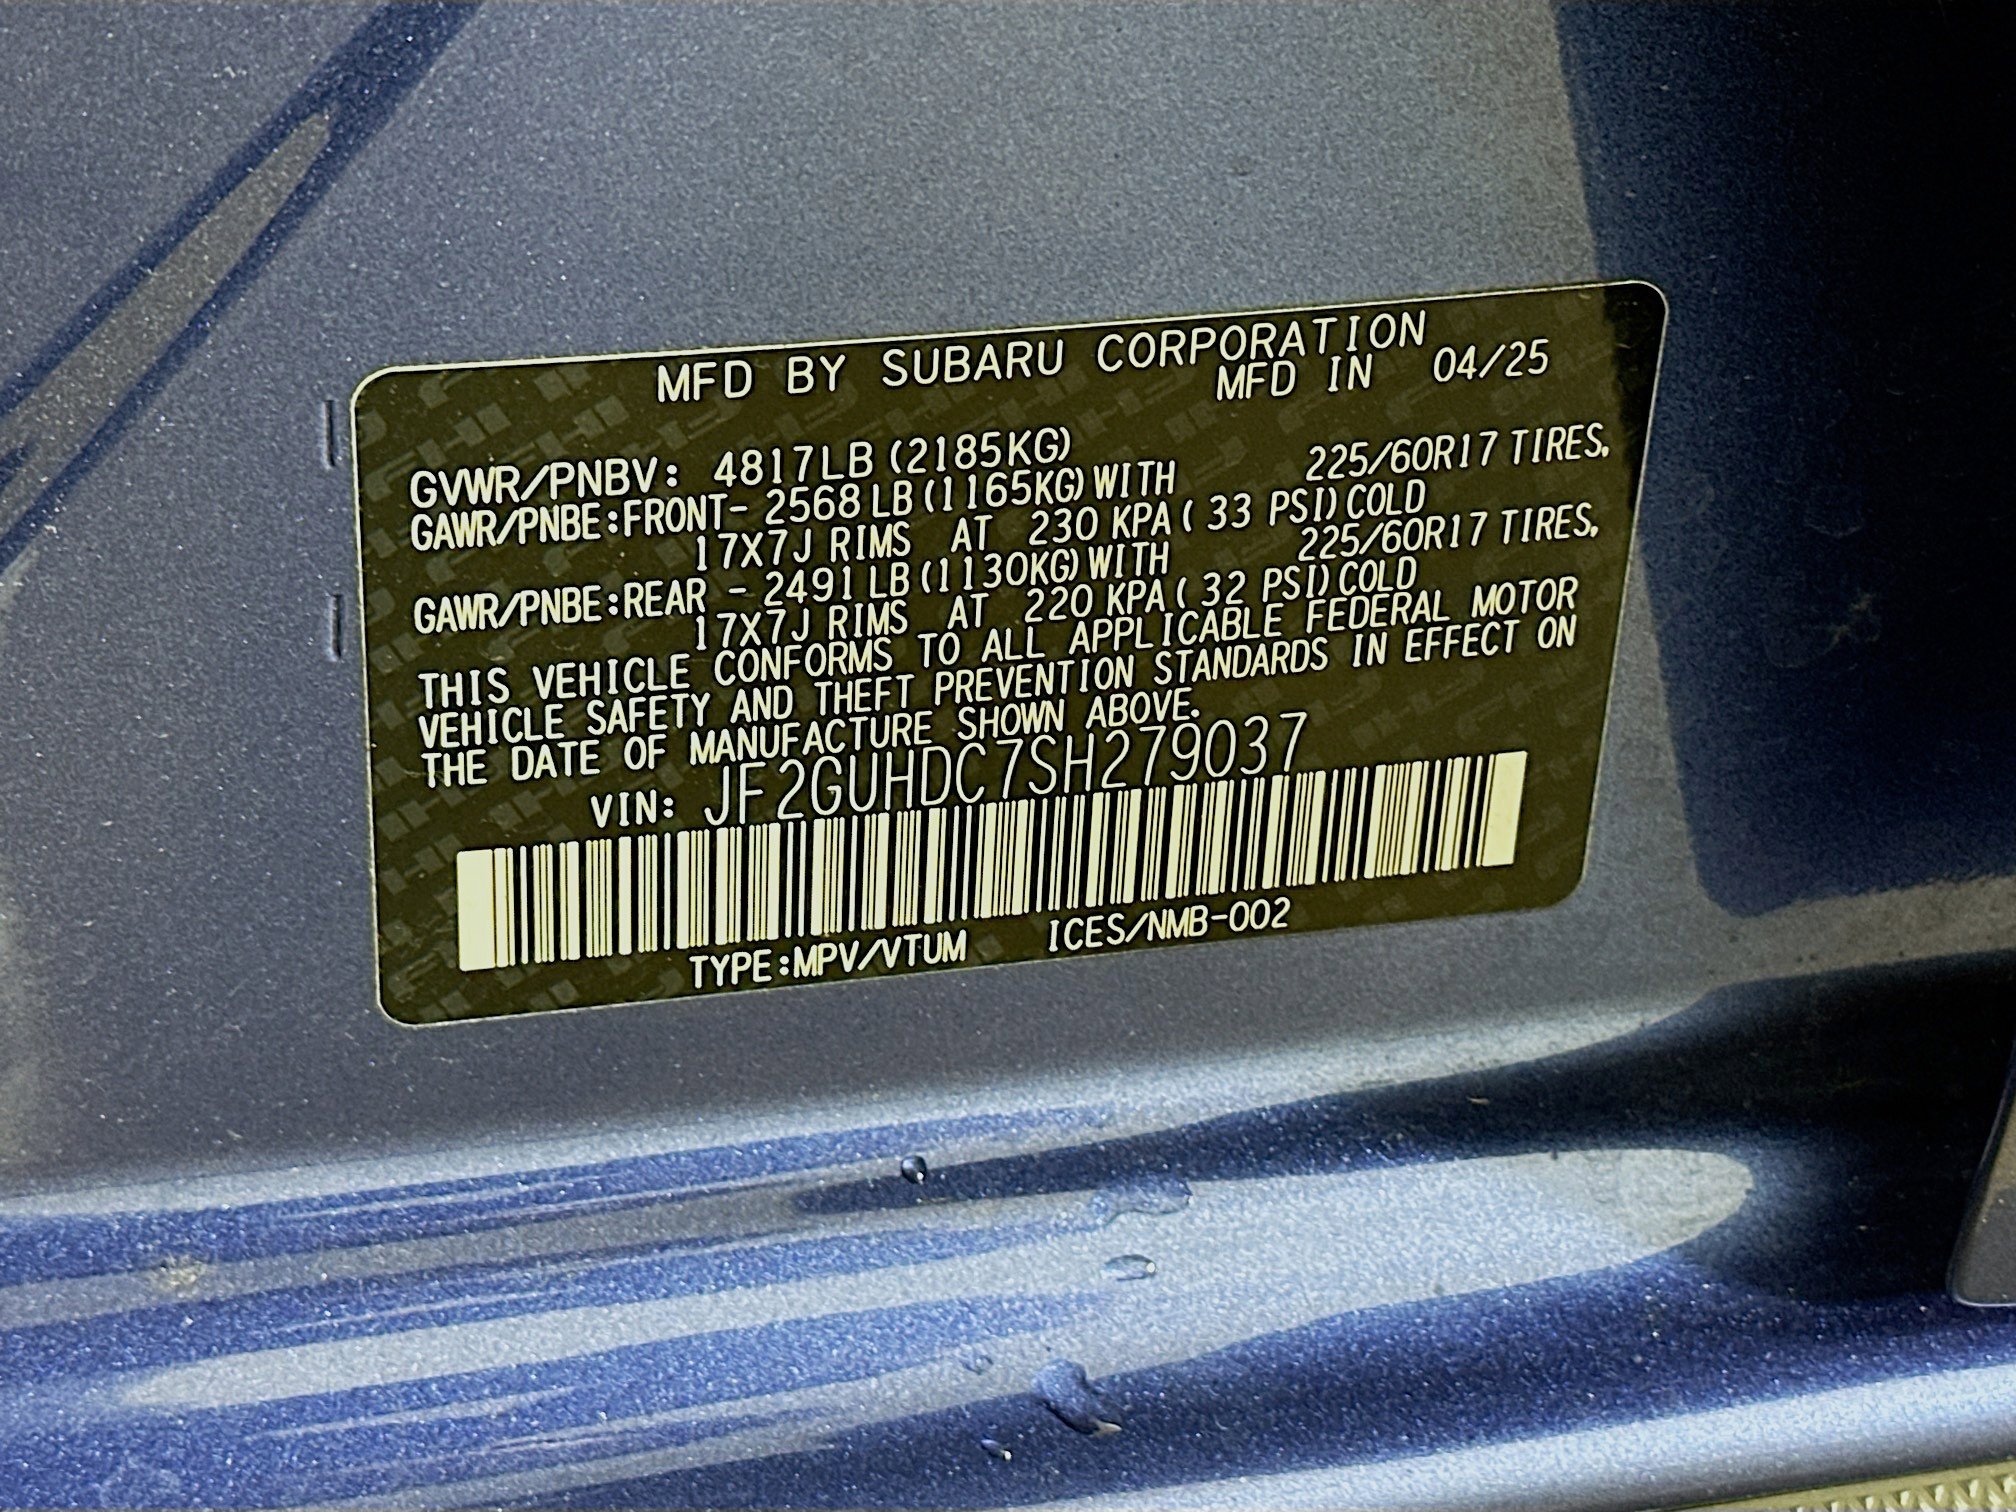 MFD BY SUBARU CORPORATION
MFD IN 04/25
GVWR/PNBV: 4817LB (2185KG)
GAWR/PNBE:FRONT- 2568 LB (1165KG) WITH 225/60R17 TIRES,
17X7J RIMS AT 230 KPA ( 33 PSI) COLD
GAWR/PNBE:REAR - 2491 LB (1130KG) WITH 225/60R17 TIRES,
17X7J RIMS AT 220 KPA ( 32 PSI) COLD
THIS VEHICLE CONFORMS TO ALL APPLICABLE FEDERAL MOTOR
VEHICLE SAFETY AND THEFT PREVENTION STANDARDS IN EFFECT ON
THE DATE OF MANUFACTURE SHOWN ABOVE.
VIN: JF2GUHDC7SH279037
TYPE:MPV/VTUM ICES/NMB-002